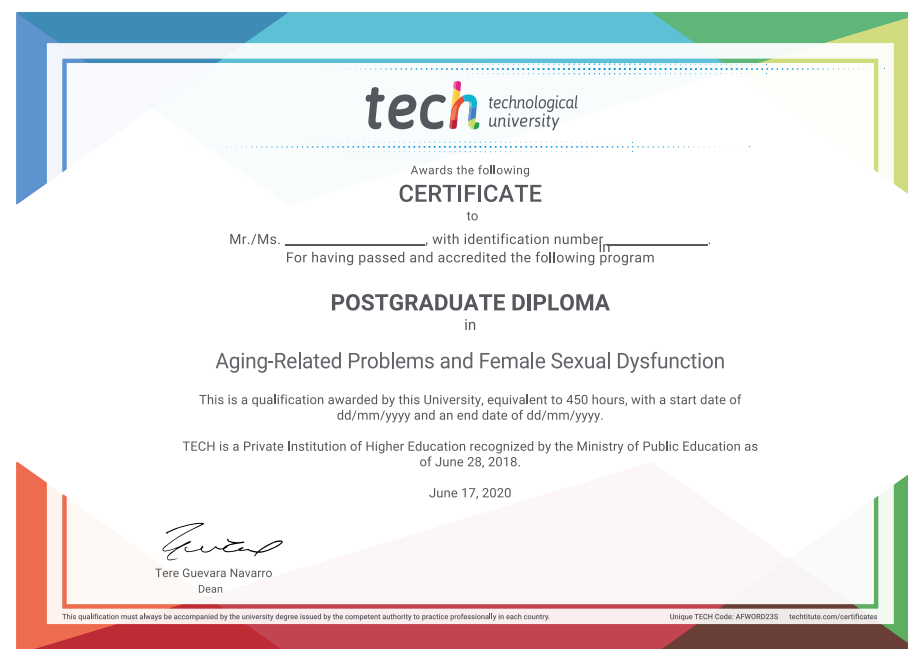 tech technological
university
Awards the following
CERTIFICATE
to
Mr./Ms. ____________, with identification number ____________.
In
For having passed and accredited the following program
POSTGRADUATE DIPLOMA
in
Aging-Related Problems and Female Sexual Dysfunction
This is a qualification awarded by this University, equivalent to 450 hours, with a start date of
dd/mm/yyyy and an end date of dd/mm/yyyy.
TECH is a Private Institution of Higher Education recognized by the Ministry of Public Education as
of June 28, 2018.
June 17, 2020
Tere Guevara Navarro
Dean
This qualification must always be accompanied by the university degree issued by the competent authority to practice professionally in each country.
Unique TECH Code: AFWORD23S techtitute.com/certificates